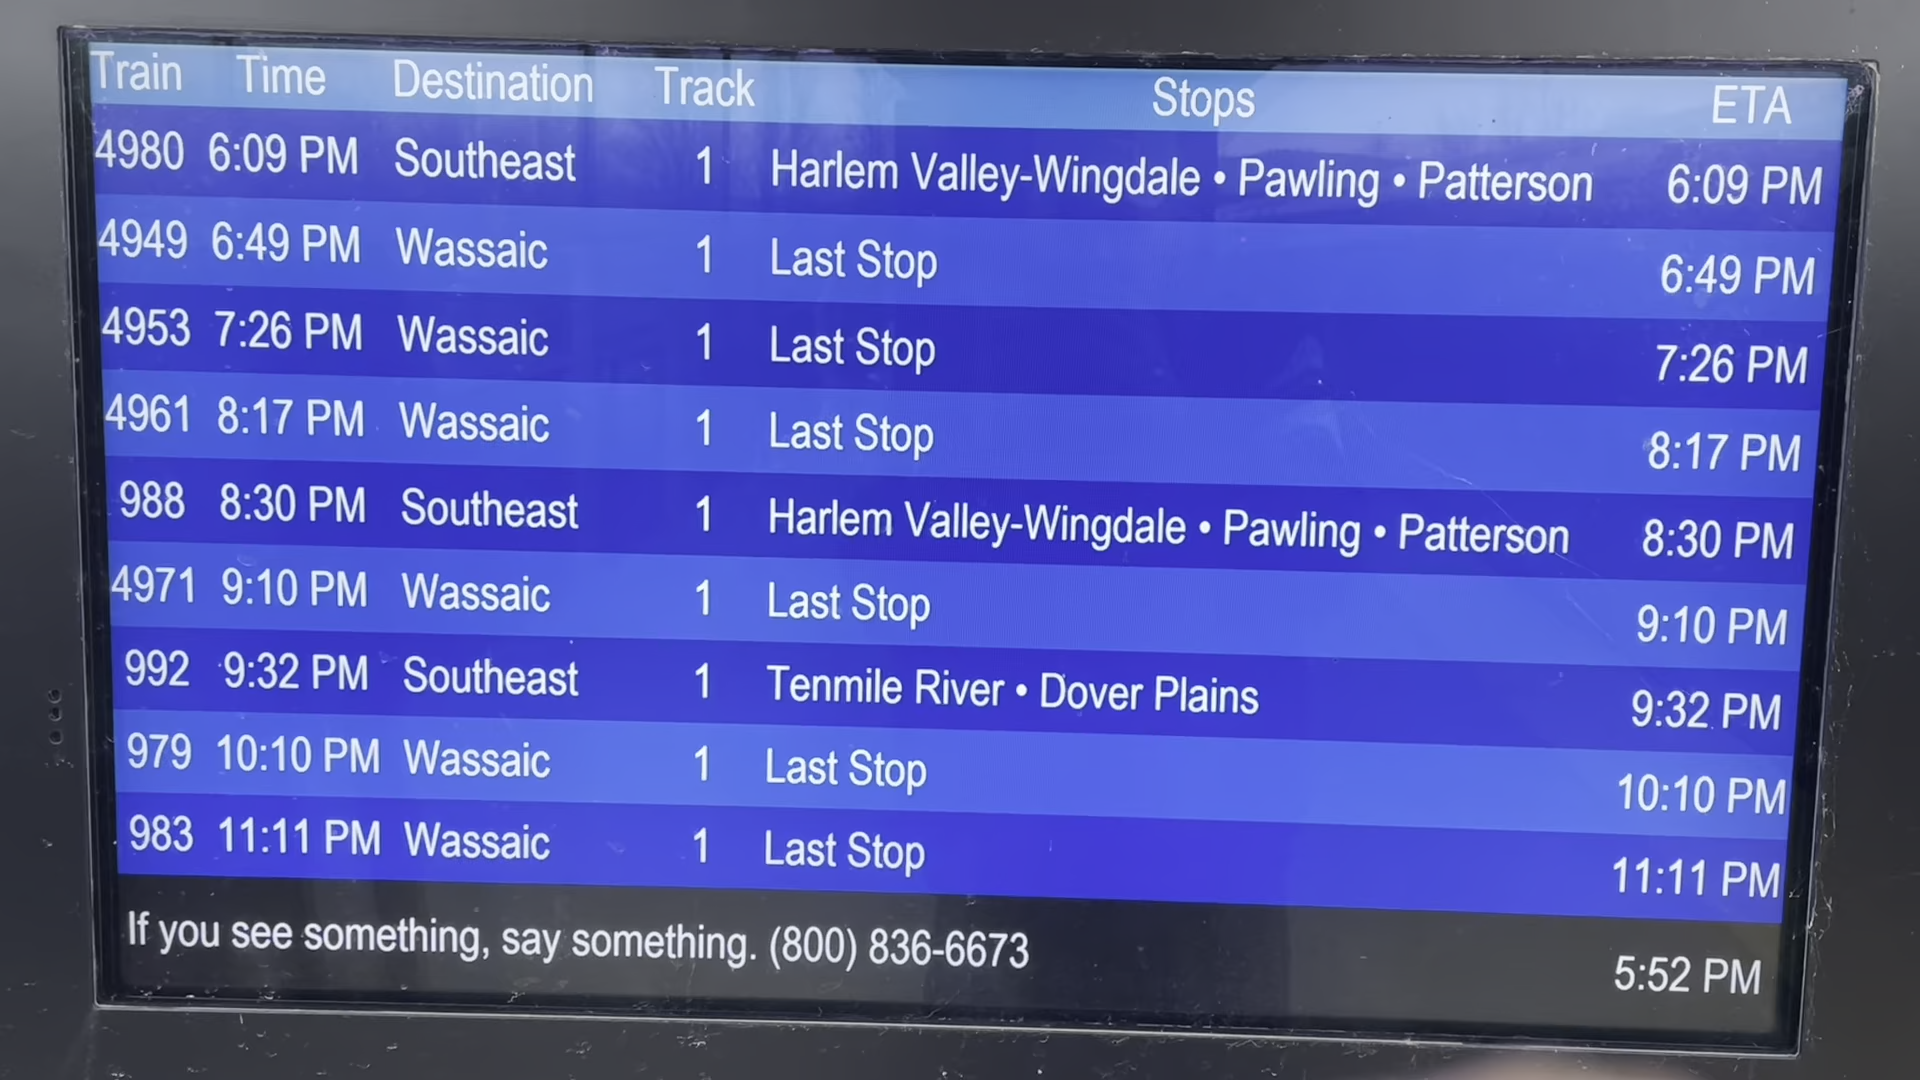 Train Time Destination Track Stops ETA
4980 6:09 PM Southeast 1 Harlem Valley-Wingdale • Pawling • Patterson 6:09 PM
4949 6:49 PM Wassaic 1 Last Stop 6:49 PM
4953 7:26 PM Wassaic 1 Last Stop 7:26 PM
4961 8:17 PM Wassaic 1 Last Stop 8:17 PM
988 8:30 PM Southeast 1 Harlem Valley-Wingdale • Pawling • Patterson 8:30 PM
4971 9:10 PM Wassaic 1 Last Stop 9:10 PM
992 9:32 PM Southeast 1 Tenmile River • Dover Plains 9:32 PM
979 10:10 PM Wassaic 1 Last Stop 10:10 PM
983 11:11 PM Wassaic 1 Last Stop 11:11 PM
If you see something, say something. (800) 836-6673 5:52 PM